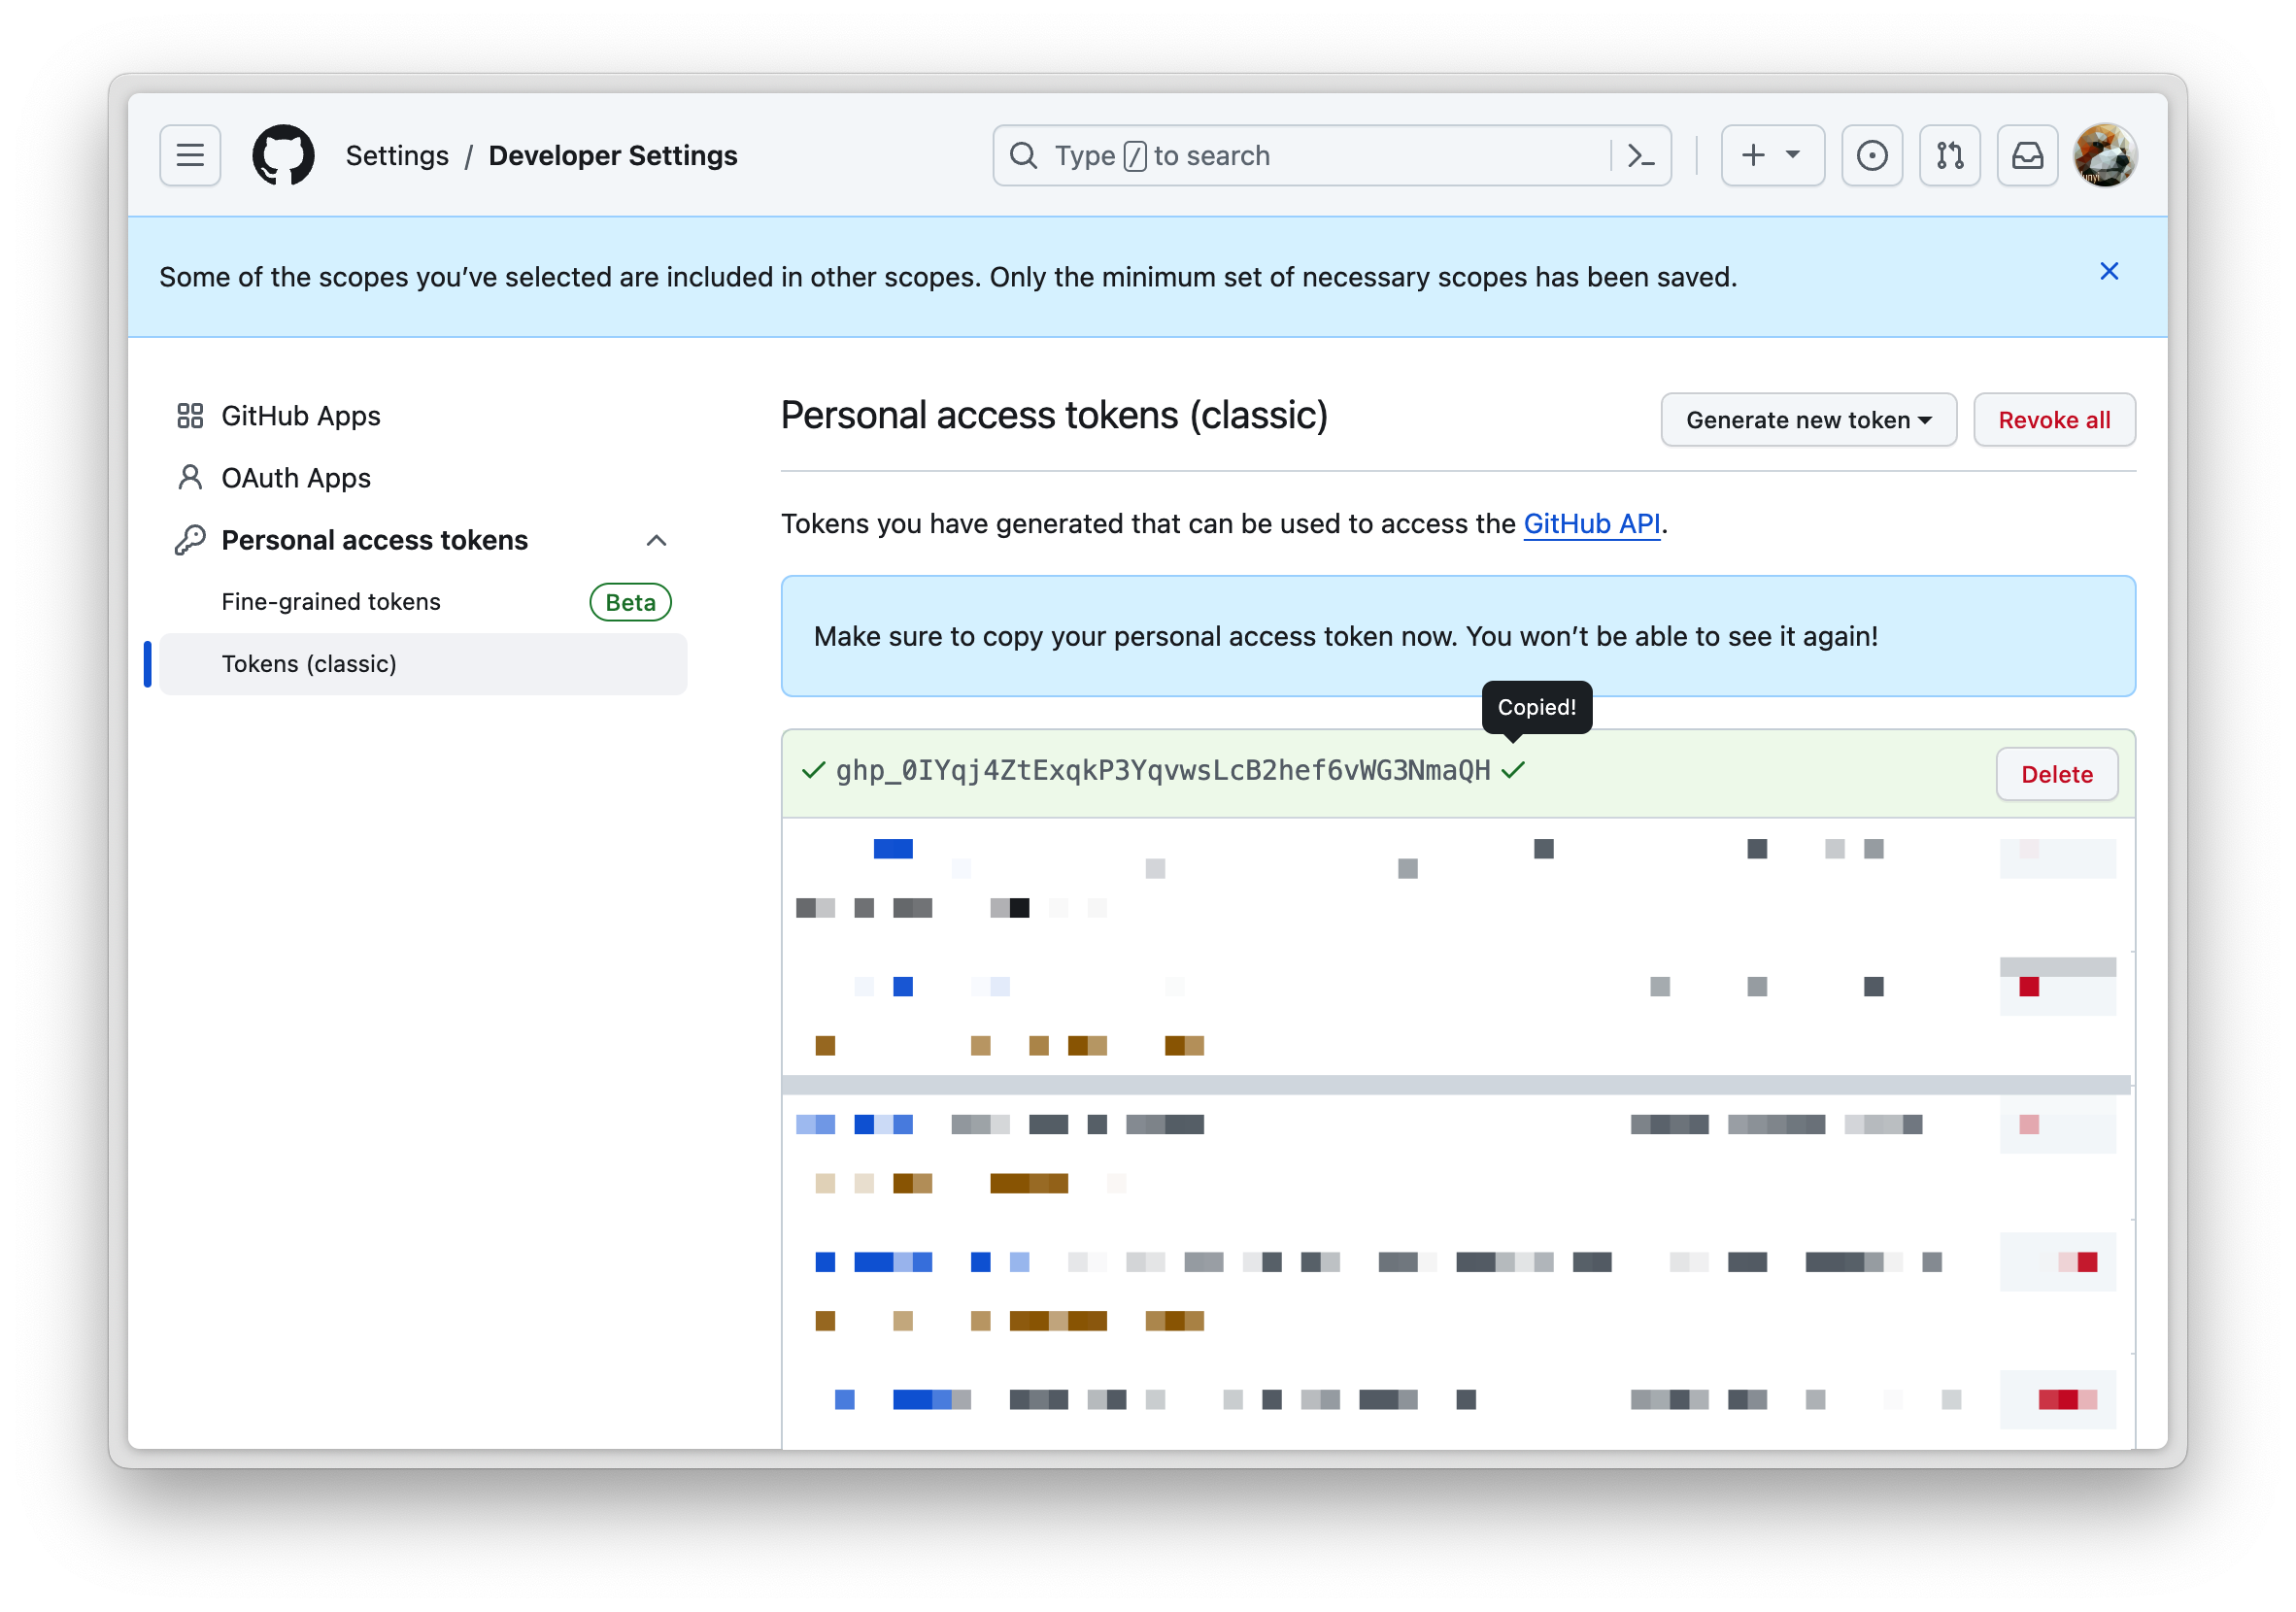 Settings / Developer Settings
Type / to search
Some of the scopes you’ve selected are included in other scopes. Only the minimum set of necessary scopes has been saved.
GitHub Apps
OAuth Apps
Personal access tokens
Fine-grained tokens Beta
Tokens (classic)
Personal access tokens (classic)
Generate new token
Revoke all
Tokens you have generated that can be used to access the GitHub API.
Make sure to copy your personal access token now. You won’t be able to see it again!
Copied!
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
Delete